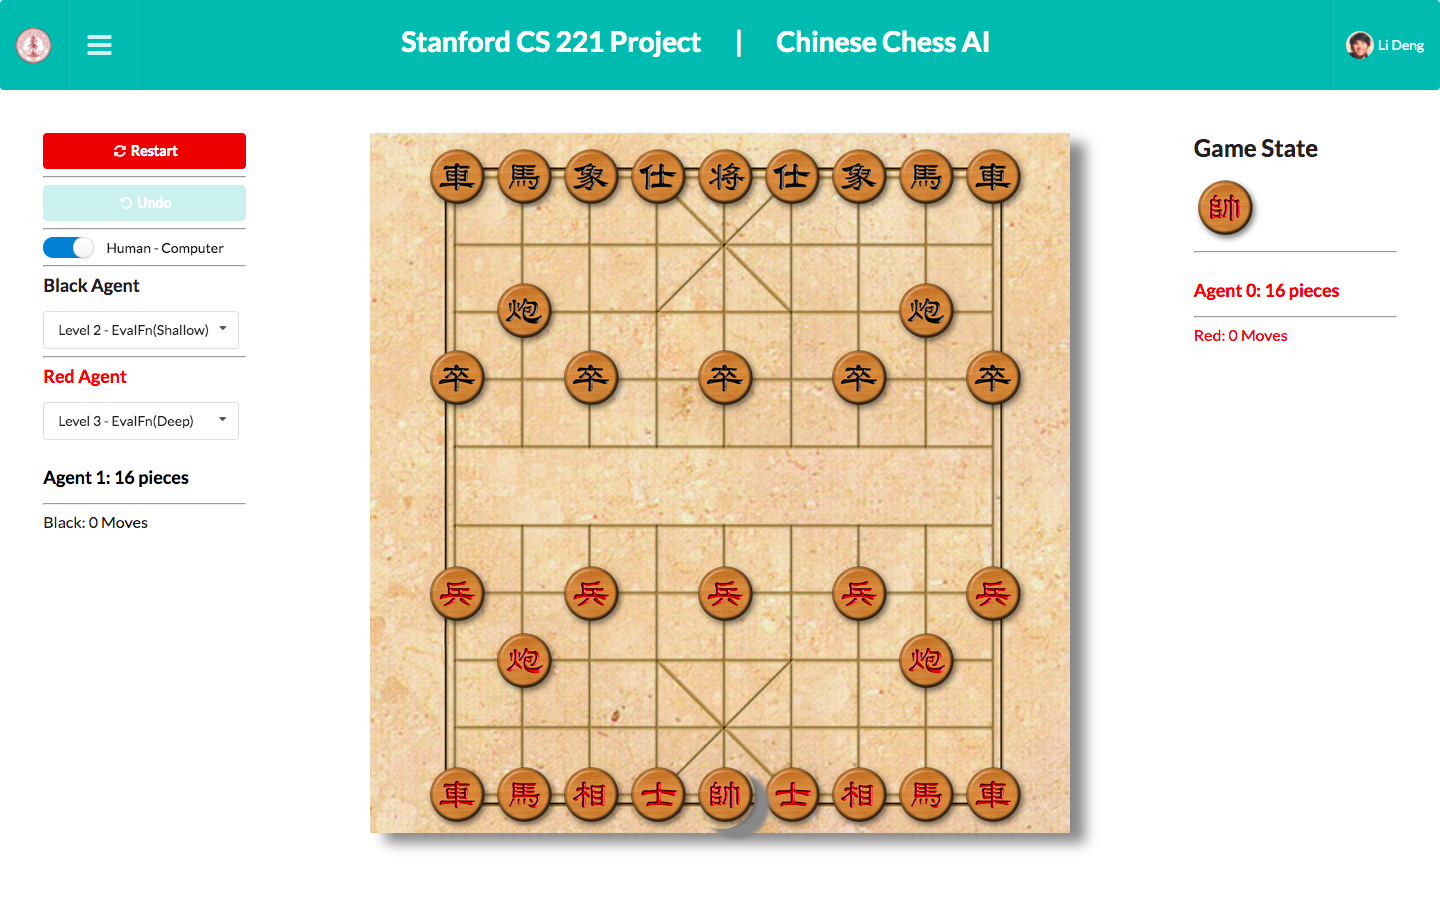 Stanford CS 221 Project | Chinese Chess AI
Li Deng
Restart
Undo
Human - Computer
Black Agent
Level 2 - EvalFn(Shallow)
Red Agent
Level 3 - EvalFn(Deep)
Agent 1: 16 pieces
Black: 0 Moves
車 馬 象 仕 将 仕 象 馬 車
炮 炮
卒 卒 卒 卒 卒
兵 兵 兵 兵 兵
炮 炮
車 馬 相 士 帥 士 相 馬 車
Game State
帥
Agent 0: 16 pieces
Red: 0 Moves